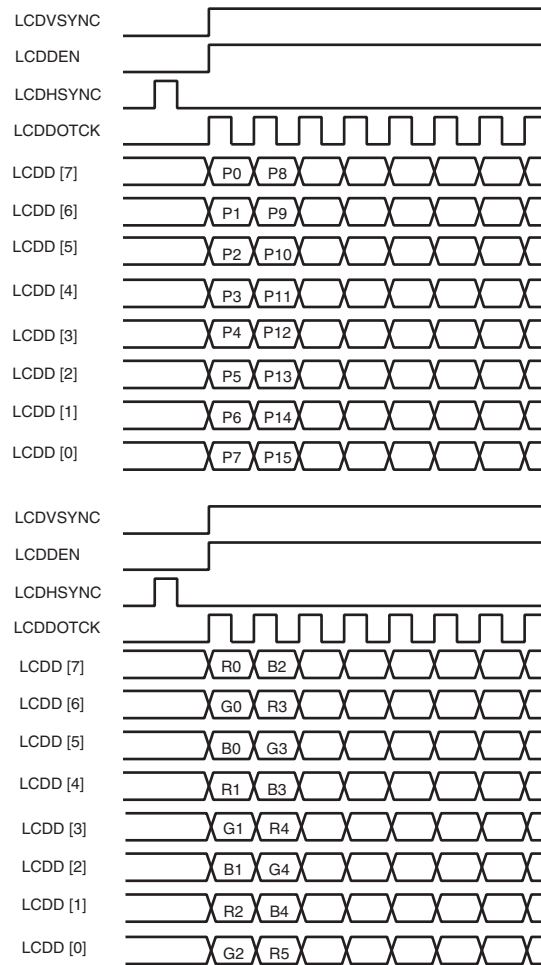 LCDVSYNC
LCDDEN
LCDHSYNC
LCDDOTCK
LCDD [7] P0 P8
LCDD [6] P1 P9
LCDD [5] P2 P10
LCDD [4] P3 P11
LCDD [3] P4 P12
LCDD [2] P5 P13
LCDD [1] P6 P14
LCDD [0] P7 P15
LCDVSYNC
LCDDEN
LCDHSYNC
LCDDOTCK
LCDD [7] R0 B2
LCDD [6] G0 R3
LCDD [5] B0 G3
LCDD [4] R1 B3
LCDD [3] G1 R4
LCDD [2] B1 G4
LCDD [1] R2 B4
LCDD [0] G2 R5